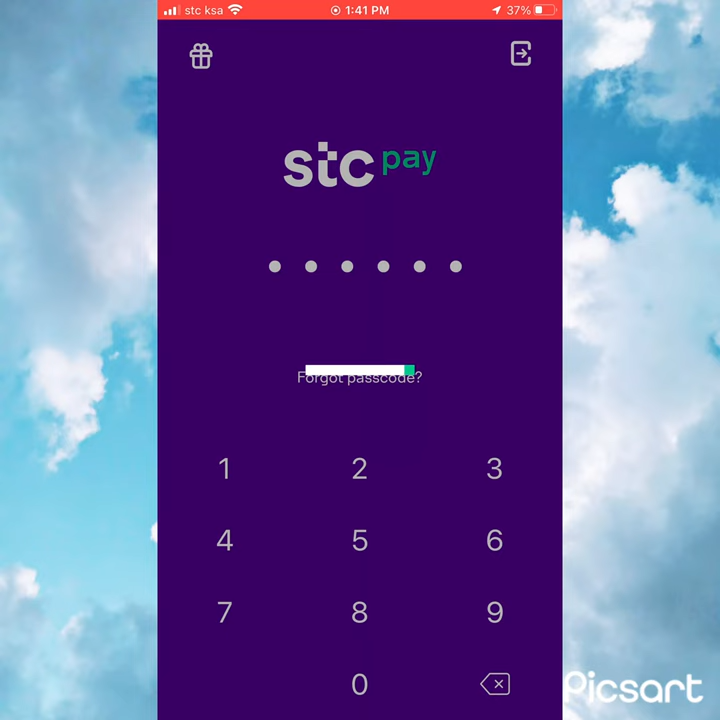 stc ksa 1:41 PM 37%
stc pay
Forgot passcode?
1 2 3
4 5 6
7 8 9
0
Picsart